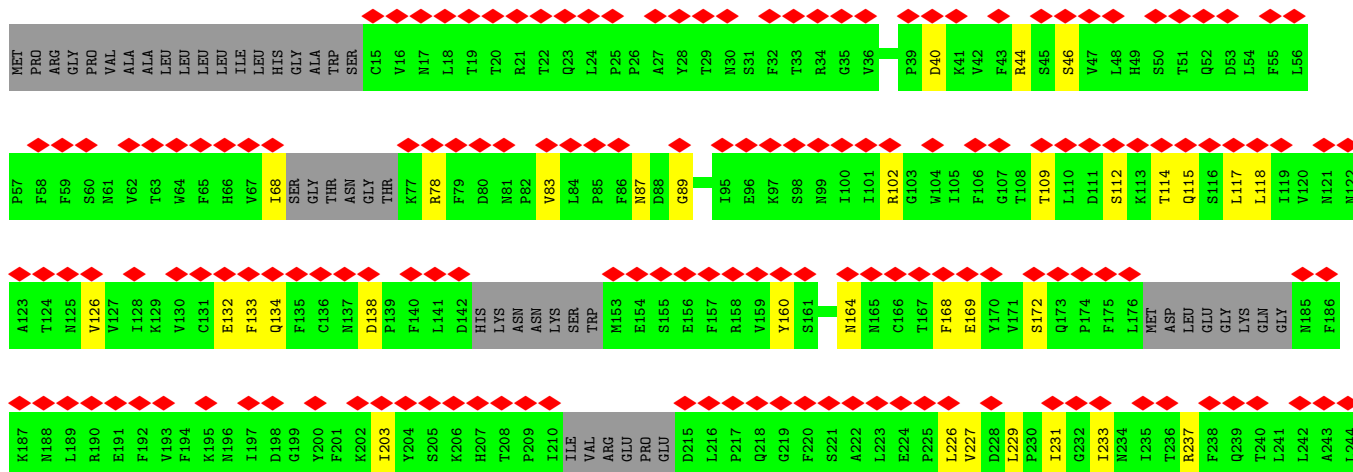 MET PRO ARG GLY PRO VAL ALA ALA LEU LEU LEU LEU ILE LEU HIS GLY ALA TRP SER C15 V16 N17 L18 T19 T20 R21 T22 Q23 L24 P25 P26 A27 Y28 T29 N30 S31 F32 T33 R34 G35 V36 P39 D40 K41 V42 F43 R44 S45 S46 V47 L48 H49 S50 T51 Q52 D53 L54 F55 L56
P57 F58 F59 S60 N61 V62 T63 W64 F65 H66 V67 I68 SER GLY THR ASN GLY THR K77 R78 F79 D80 N81 P82 V83 L84 P85 F86 N87 D88 G89 I95 E96 K97 S98 N99 I100 I101 R102 G103 W104 I105 F106 G107 T108 T109 L110 D111 S112 K113 T114 Q115 S116 L117 L118 I119 V120 N121 N122
A123 T124 N125 V126 V127 I128 K129 V130 C131 E132 F133 Q134 F135 C136 N137 D138 P139 F140 L141 D142 HIS LYS ASN ASN LYS SER TRP M153 E154 S155 E156 F157 R158 V159 Y160 S161 N164 N165 C166 T167 F168 E169 Y170 V171 S172 Q173 P174 F175 L176 MET ASP LEU GLU GLY LYS GLN GLY N185 F186
K187 N188 L189 R190 E191 F192 V193 F194 K195 N196 I197 D198 G199 Y200 F201 K202 I203 Y204 S205 K206 H207 T208 P209 I210 ILE VAL ARG GLU PRO GLU D215 L216 P217 Q218 G219 F220 S221 A222 L223 E224 P225 L226 V227 D228 L229 P230 I231 G232 I233 N234 I235 T236 R237 F238 Q239 T240 L241 L242 A243 L244